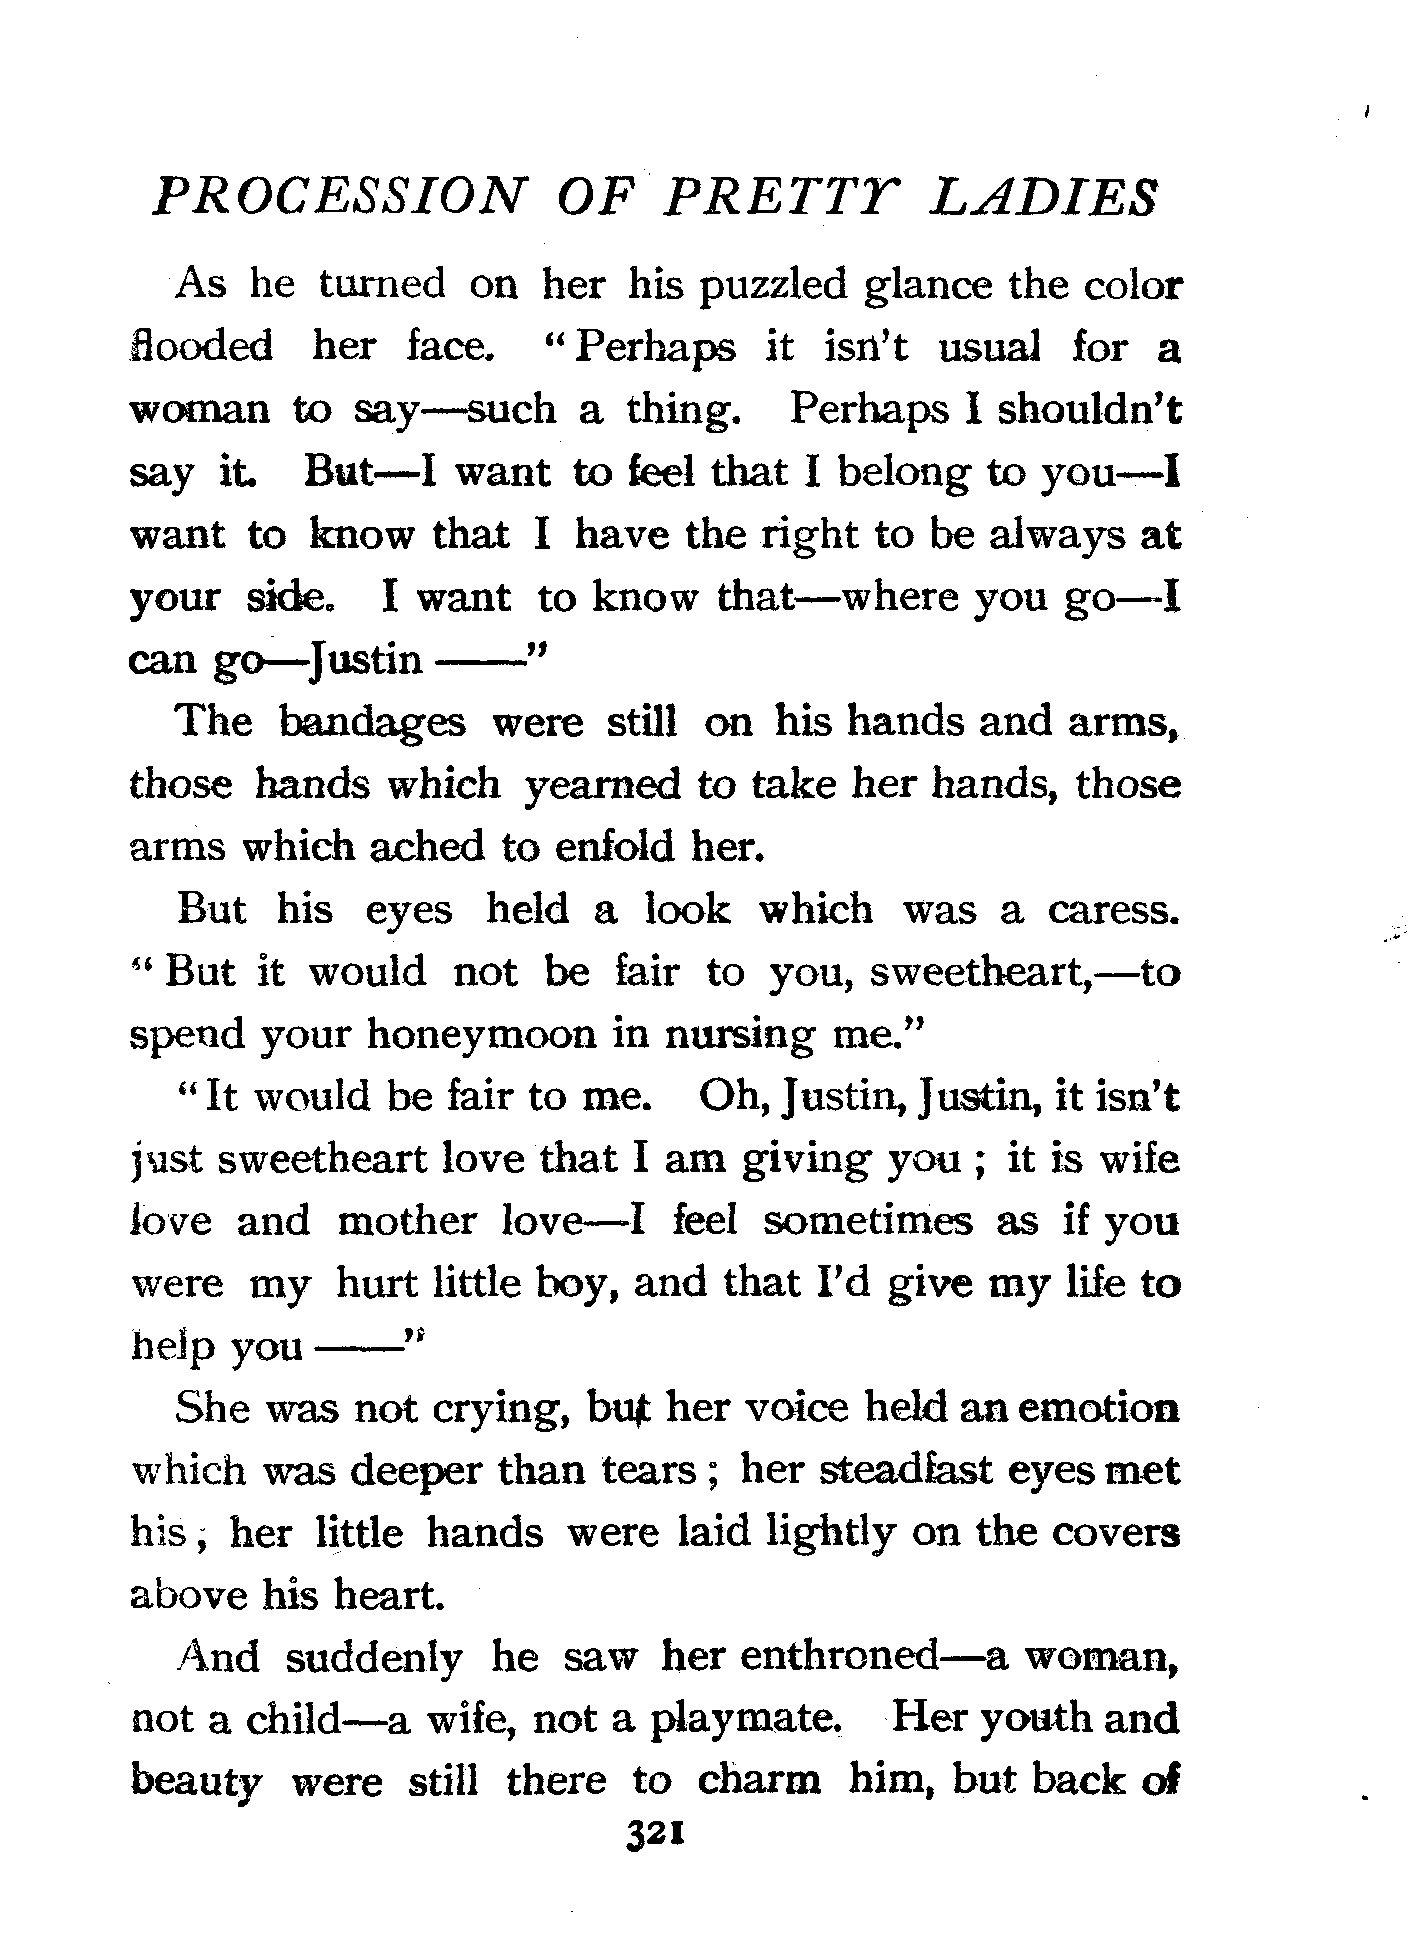 PROCESSION OF PRETTY LADIES
As he turned on her his puzzled glance the color
flooded her face. "Perhaps it isn't usual for a
woman to say—such a thing. Perhaps I shouldn't
say it. But—I want to feel that I belong to you—I
want to know that I have the right to be always at
your side. I want to know that—where you go—I
can go—Justin ——"
The bandages were still on his hands and arms,
those hands which yearned to take her hands, those
arms which ached to enfold her.
But his eyes held a look which was a caress.
"But it would not be fair to you, sweetheart,—to
spend your honeymoon in nursing me."
"It would be fair to me. Oh, Justin, Justin, it isn't
just sweetheart love that I am giving you; it is wife
love and mother love—I feel sometimes as if you
were my hurt little boy, and that I'd give my life to
help you ——"
She was not crying, but her voice held an emotion
which was deeper than tears; her steadfast eyes met
his; her little hands were laid lightly on the covers
above his heart.
And suddenly he saw her enthroned—a woman,
not a child—a wife, not a playmate. Her youth and
beauty were still there to charm him, but back of
321